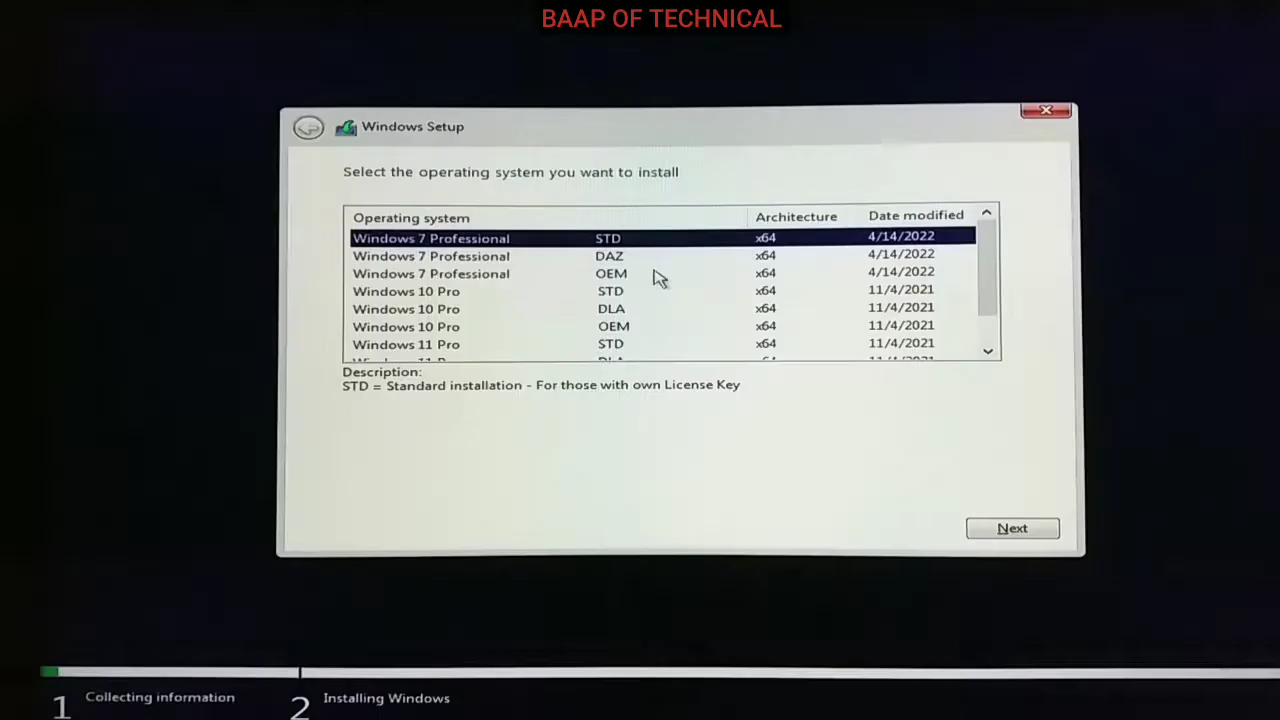 BAAP OF TECHNICAL
Windows Setup
Select the operating system you want to install
Operating system Architecture Date modified
Windows 7 Professional STD x64 4/14/2022
Windows 7 Professional DAZ x64 4/14/2022
Windows 7 Professional OEM x64 4/14/2022
Windows 10 Pro STD x64 11/4/2021
Windows 10 Pro DLA x64 11/4/2021
Windows 10 Pro OEM x64 11/4/2021
Windows 11 Pro STD x64 11/4/2021
Description:
STD = Standard installation - For those with own License Key
Next
1 Collecting information 2 Installing Windows